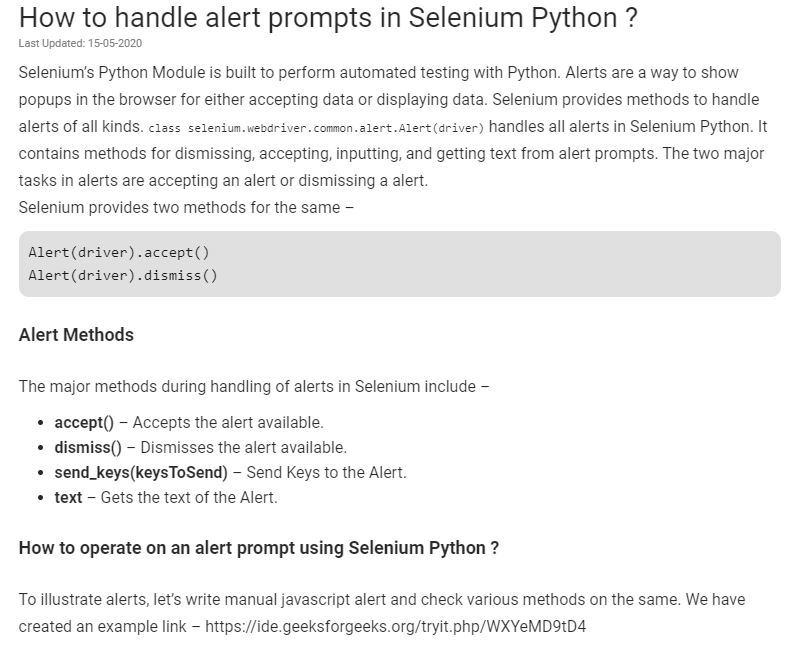 How to handle alert prompts in Selenium Python ?
Last Updated: 15-05-2020
Selenium’s Python Module is built to perform automated testing with Python. Alerts are a way to show
popups in the browser for either accepting data or displaying data. Selenium provides methods to handle
alerts of all kinds. class selenium.webdriver.common.alert.Alert(driver) handles all alerts in Selenium Python. It
contains methods for dismissing, accepting, inputting, and getting text from alert prompts. The two major
tasks in alerts are accepting an alert or dismissing a alert.
Selenium provides two methods for the same –
Alert(driver).accept()
Alert(driver).dismiss()
Alert Methods
The major methods during handling of alerts in Selenium include –
• accept() – Accepts the alert available.
• dismiss() – Dismisses the alert available.
• send_keys(keysToSend) – Send Keys to the Alert.
• text – Gets the text of the Alert.
How to operate on an alert prompt using Selenium Python ?
To illustrate alerts, let’s write manual javascript alert and check various methods on the same. We have
created an example link – https://ide.geeksforgeeks.org/tryit.php/WXYeMD9tD4